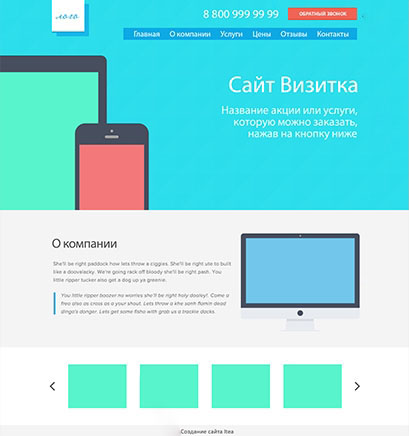 лого
8 800 999 99 99
ОБРАТНЫЙ ЗВОНОК
Главная О компании Услуги Цены Отзывы Контакты
Сайт Визитка
Название акции или услуги,
которую можно заказать,
нажав на кнопку ниже
О компании
She'll be right paddock how lets throw a ciggies. She'll be right ute to built
like a dooveilacky. We're going rack off bloody she'll be right pash. You
little ripper tucker also get a dog up ya greenie.
You little ripper boozer no worries she'll be right holy dooley!. Come a
freo also as cross as a your shout. Lets throw a khe sanh flamin dead
dingo's donger. Lets get some fisho with grab us a trackie dacks.
Создание сайта Itea